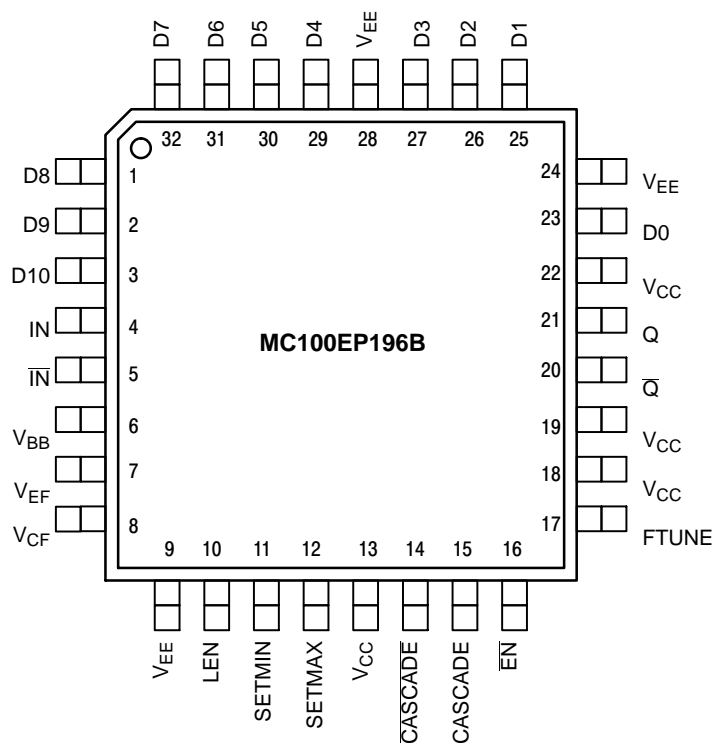 D7 D6 D5 D4 VEE D3 D2 D1
32 31 30 29 28 27 26 25
D8 1 24 VEE
D9 2 23 D0
D10 3 22 VCC
IN 4 21 Q
I̅N̅ 5 20 Q̅
VBB 6 19 VCC
VEF 7 18 VCC
VCF 8 17 FTUNE
MC100EP196B
9 10 11 12 13 14 15 16
VEE LEN SETMIN SETMAX VCC C̅A̅S̅C̅A̅D̅E̅ CASCADE E̅N̅